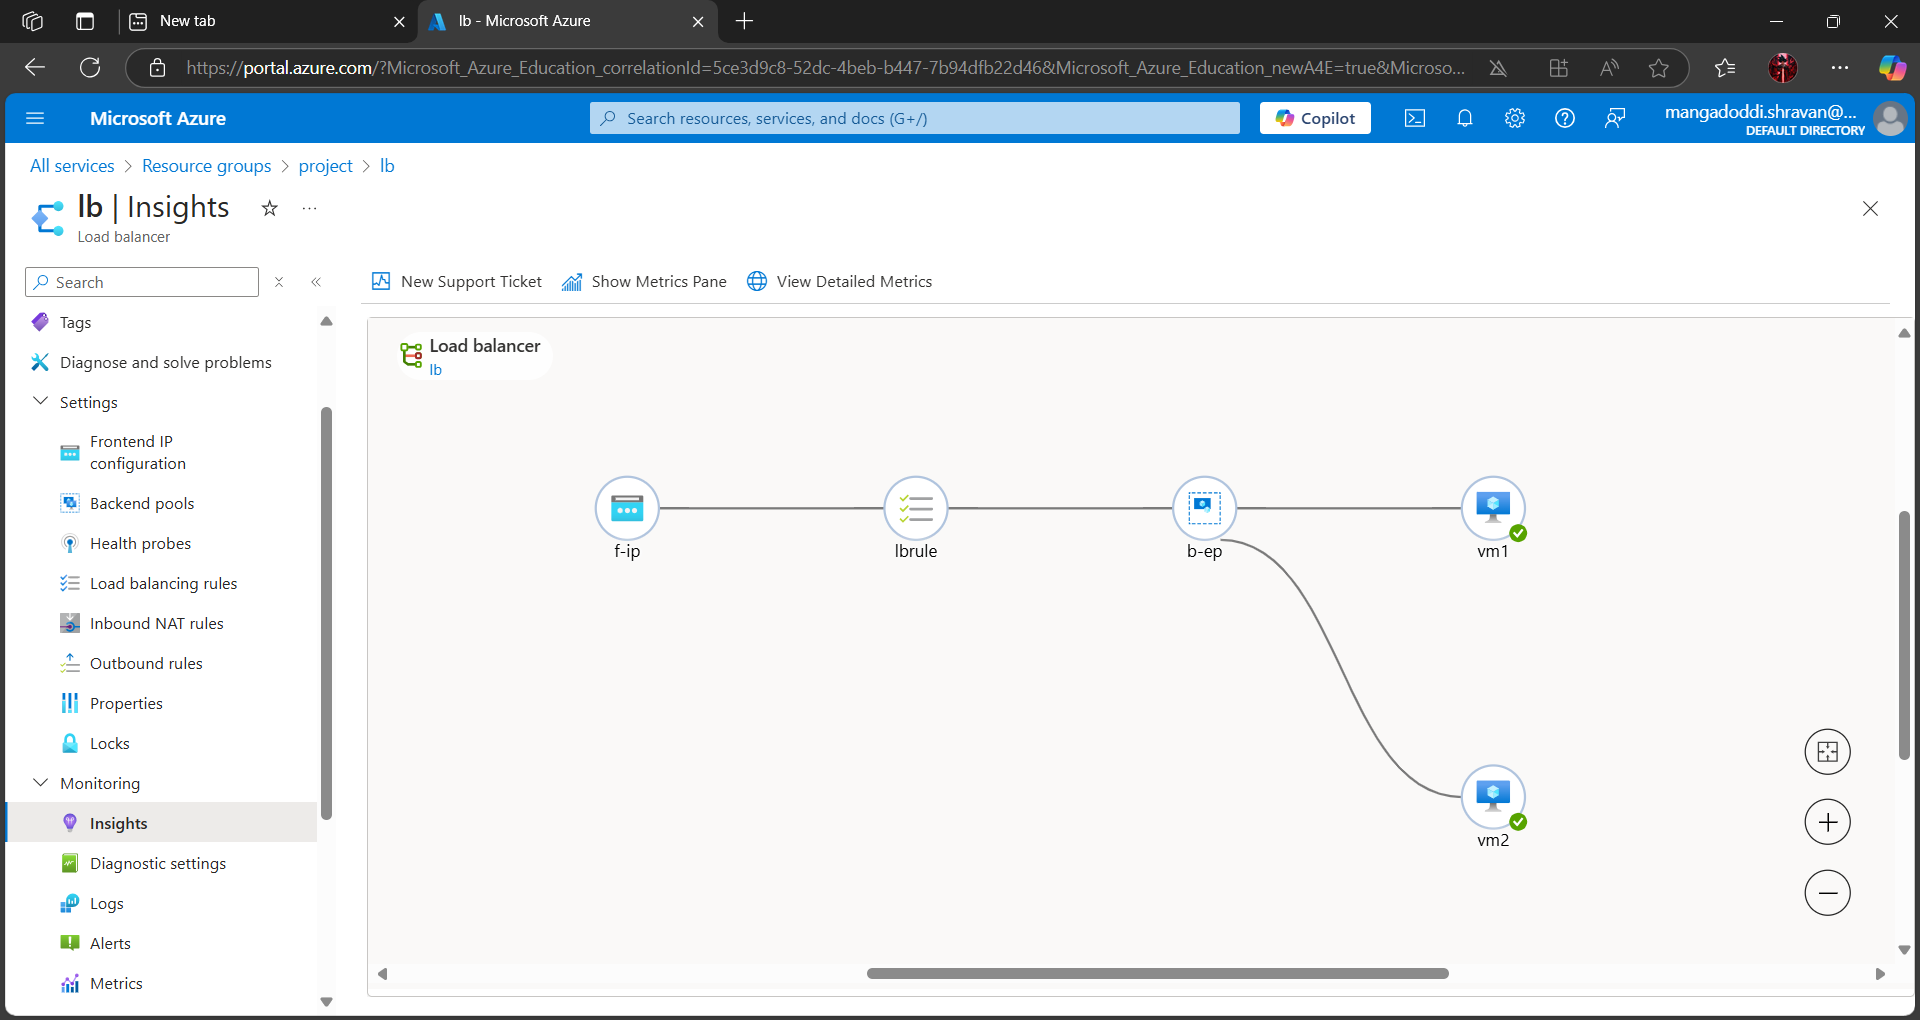 New tab
lb - Microsoft Azure
https://portal.azure.com/?Microsoft_Azure_Education_correlationId=5ce3d9c8-52dc-4beb-b447-7b94dfb22d46&Microsoft_Azure_Education_newA4E=true&Microso...
Microsoft Azure
Search resources, services, and docs (G+/)
Copilot
mangadoddi.shravan@...
DEFAULT DIRECTORY
All services > Resource groups > project > lb
lb | Insights
Load balancer
Search
New Support Ticket
Show Metrics Pane
View Detailed Metrics
Tags
Diagnose and solve problems
Settings
Frontend IP
configuration
Backend pools
Health probes
Load balancing rules
Inbound NAT rules
Outbound rules
Properties
Locks
Monitoring
Insights
Diagnostic settings
Logs
Alerts
Metrics
Load balancer
lb
f-ip
lbrule
b-ep
vm1
vm2